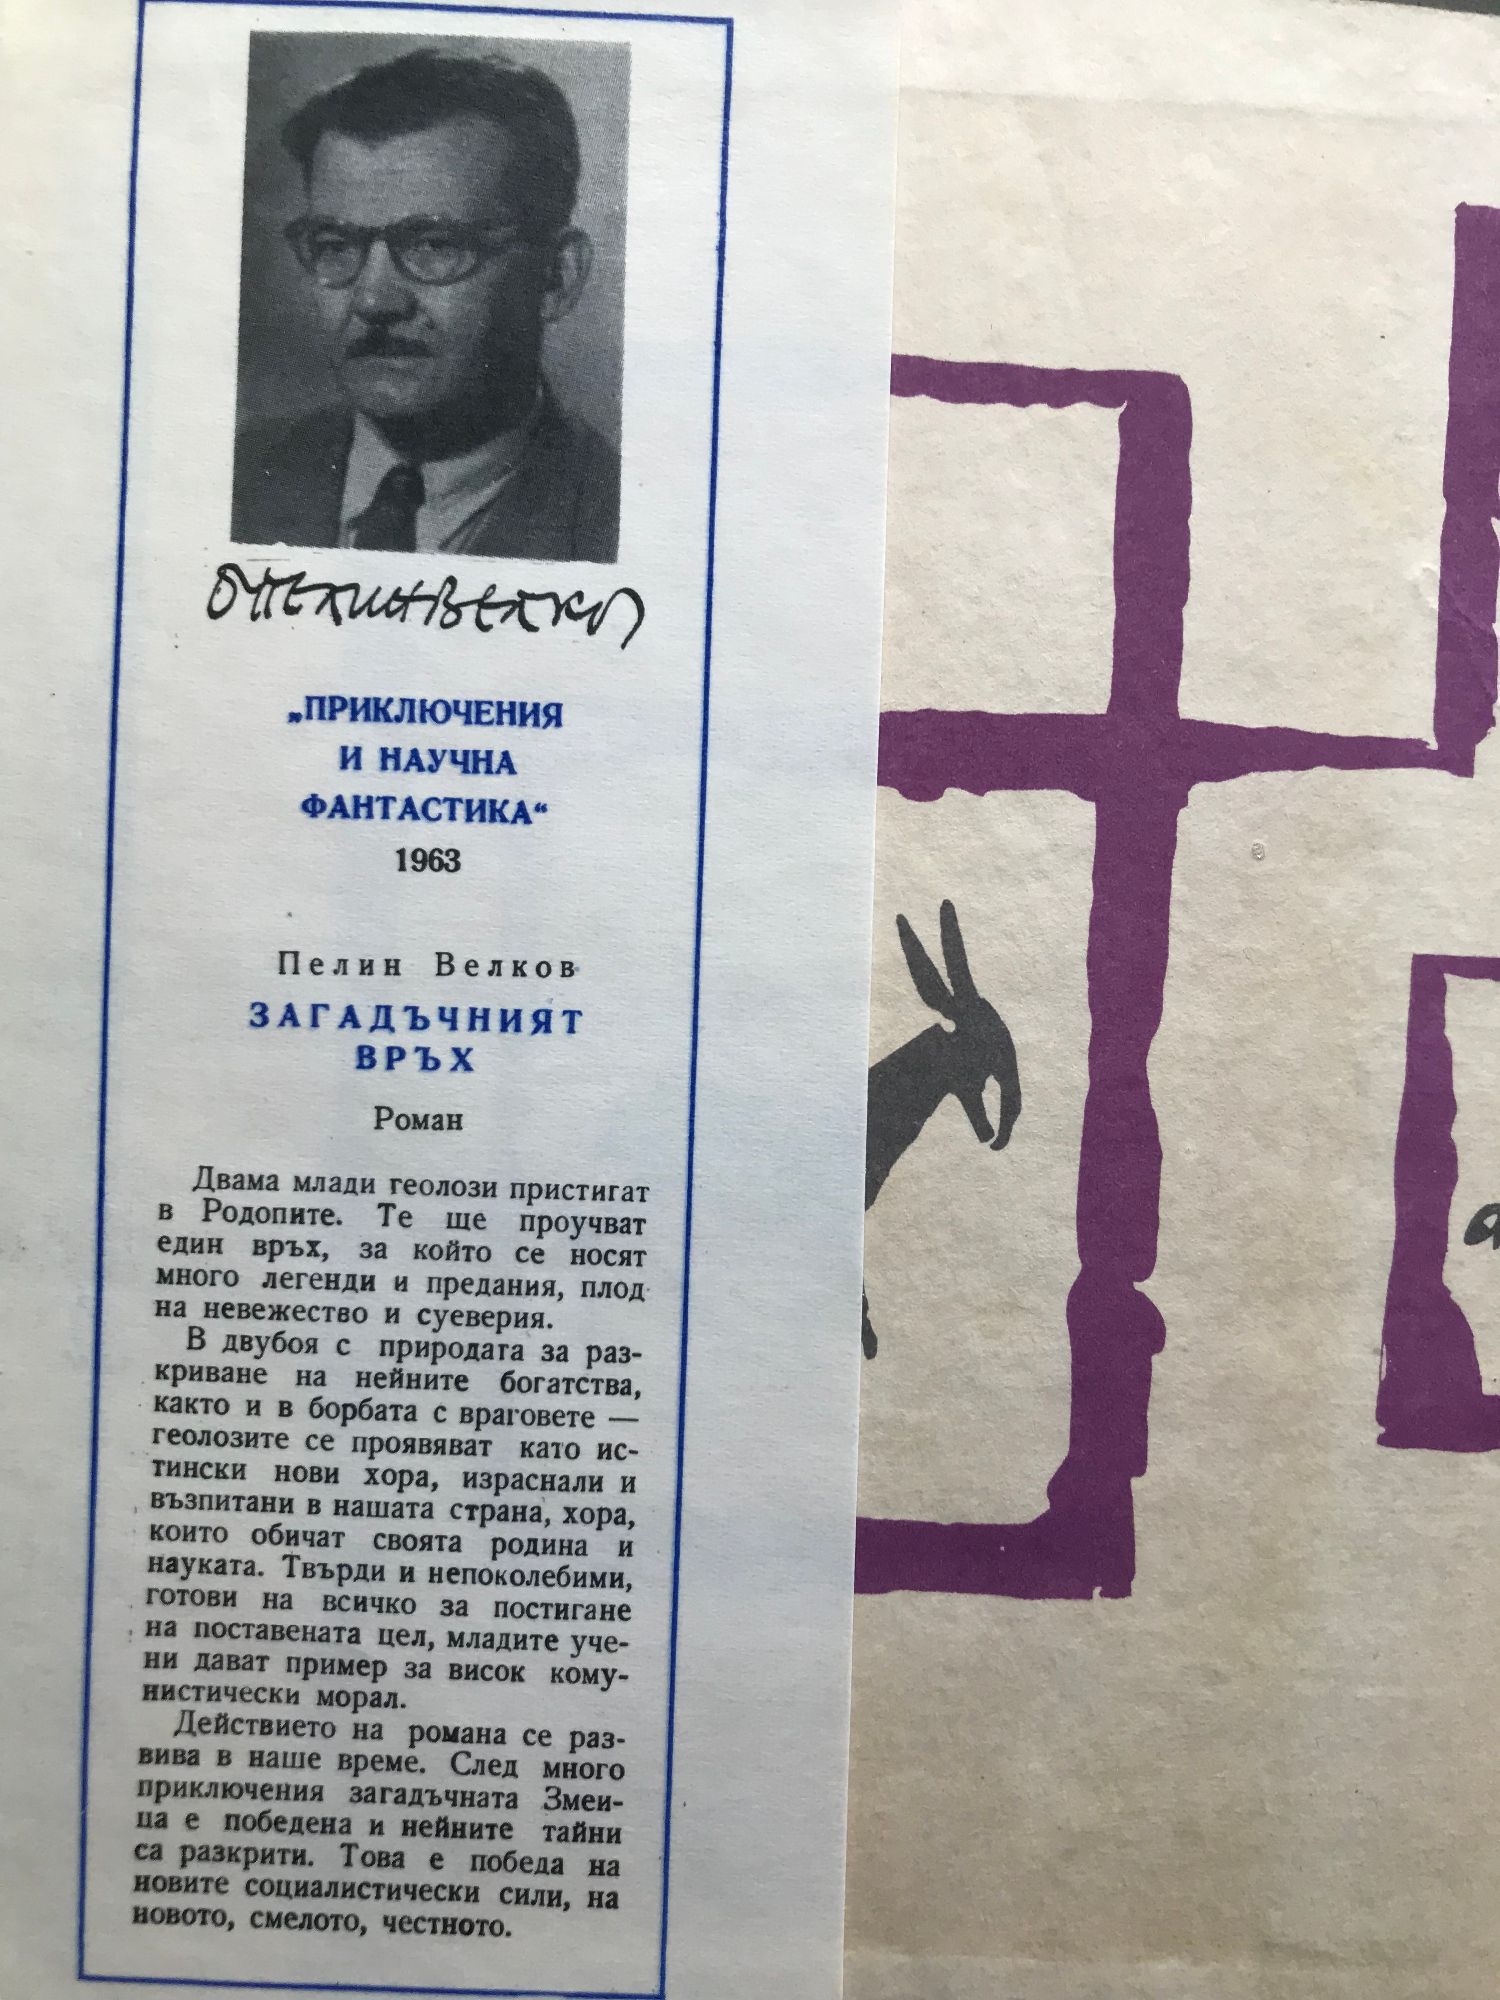 „ПРИКЛЮЧЕНИЯ
И НАУЧНА
ФАНТАСТИКА“
1963
Пелин Велков
ЗАГАДЪЧНИЯТ
ВРЪХ
Роман
Двама млади геолози пристигат
в Родопите. Те ще проучват
един връх, за който се носят
много легенди и предания, плод
на невежество и суеверия.
В двубоя с природата за раз-
криване на нейните богатства,
както и в борбата с враговете —
геолозите се проявяват като ис-
тински нови хора, израснали и
възпитани в нашата страна, хора,
които обичат своята родина и
науката. Твърди и непоколебими,
готови на всичко за постигане
на поставената цел, младите уче-
ни дават пример за висок кому-
нистически морал.
Действието на романа се раз-
вива в наше време. След много
приключения загадъчната Змеи-
ца е победена и нейните тайни
са разкрити. Това е победа на
новите социалистически сили, на
новото, смелото, честното.